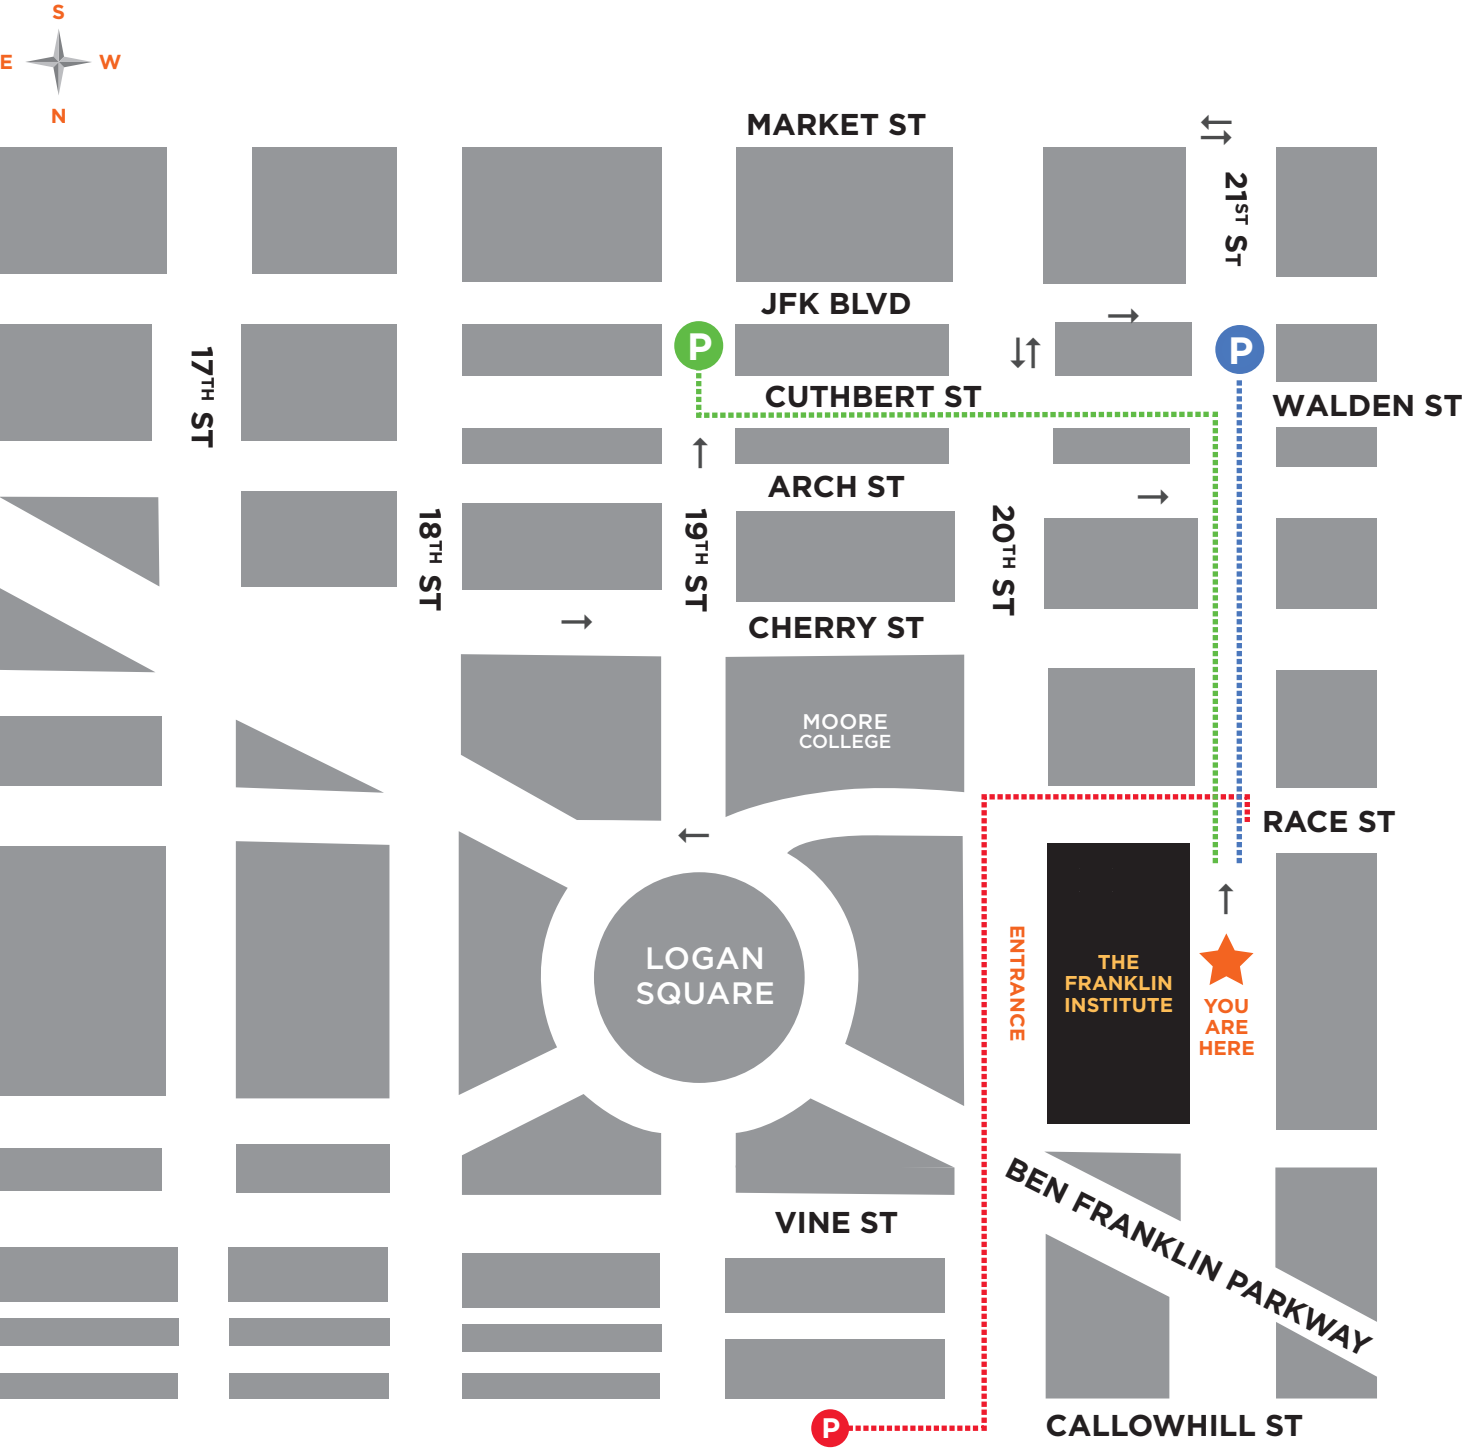 S
E
W
N
MARKET ST
21ST ST
JFK BLVD
P
P
17TH ST
CUTHBERT ST
WALDEN ST
ARCH ST
18TH ST
19TH ST
20TH ST
CHERRY ST
MOORE
COLLEGE
RACE ST
LOGAN
SQUARE
ENTRANCE
THE
FRANKLIN
INSTITUTE
YOU
ARE
HERE
BEN FRANKLIN PARKWAY
VINE ST
P
CALLOWHILL ST